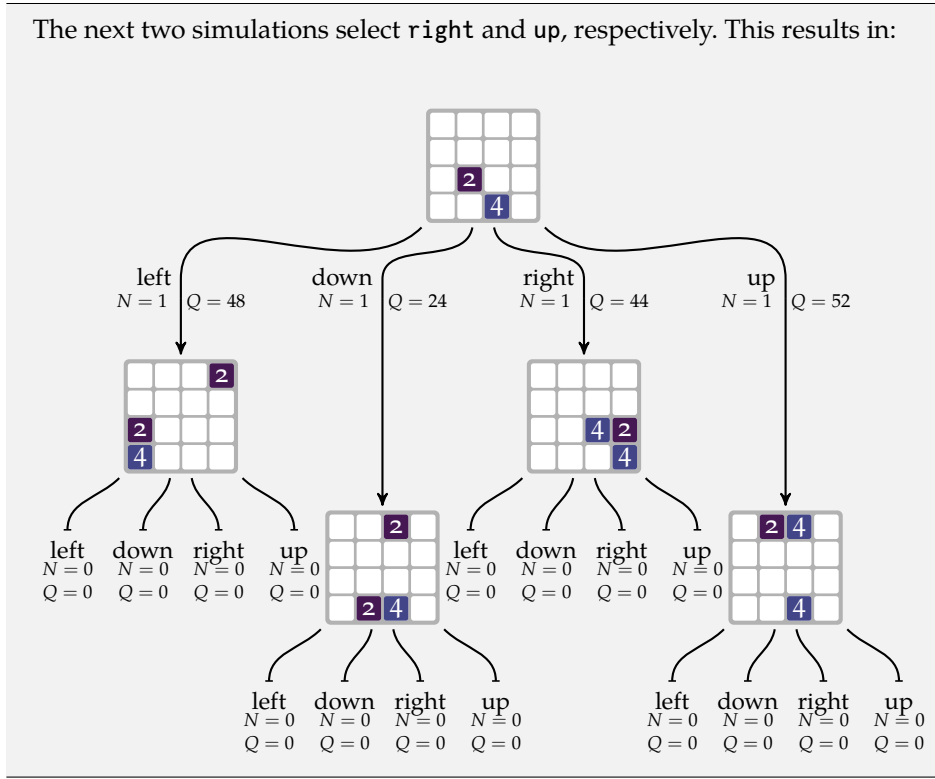 The next two simulations select right and up, respectively. This results in:
2
4
left down right up
N = 1 Q = 48 N = 1 Q = 24 N = 1 Q = 44 N = 1 Q = 52
2
2
4
4 2
4
left down right up
N = 0 N = 0 N = 0 N = 0
Q = 0 Q = 0 Q = 0 Q = 0
2
2 4
left down right up
N = 0 N = 0 N = 0 N = 0
Q = 0 Q = 0 Q = 0 Q = 0
2 4
4
left down right up
N = 0 N = 0 N = 0 N = 0
Q = 0 Q = 0 Q = 0 Q = 0
left down right up
N = 0 N = 0 N = 0 N = 0
Q = 0 Q = 0 Q = 0 Q = 0